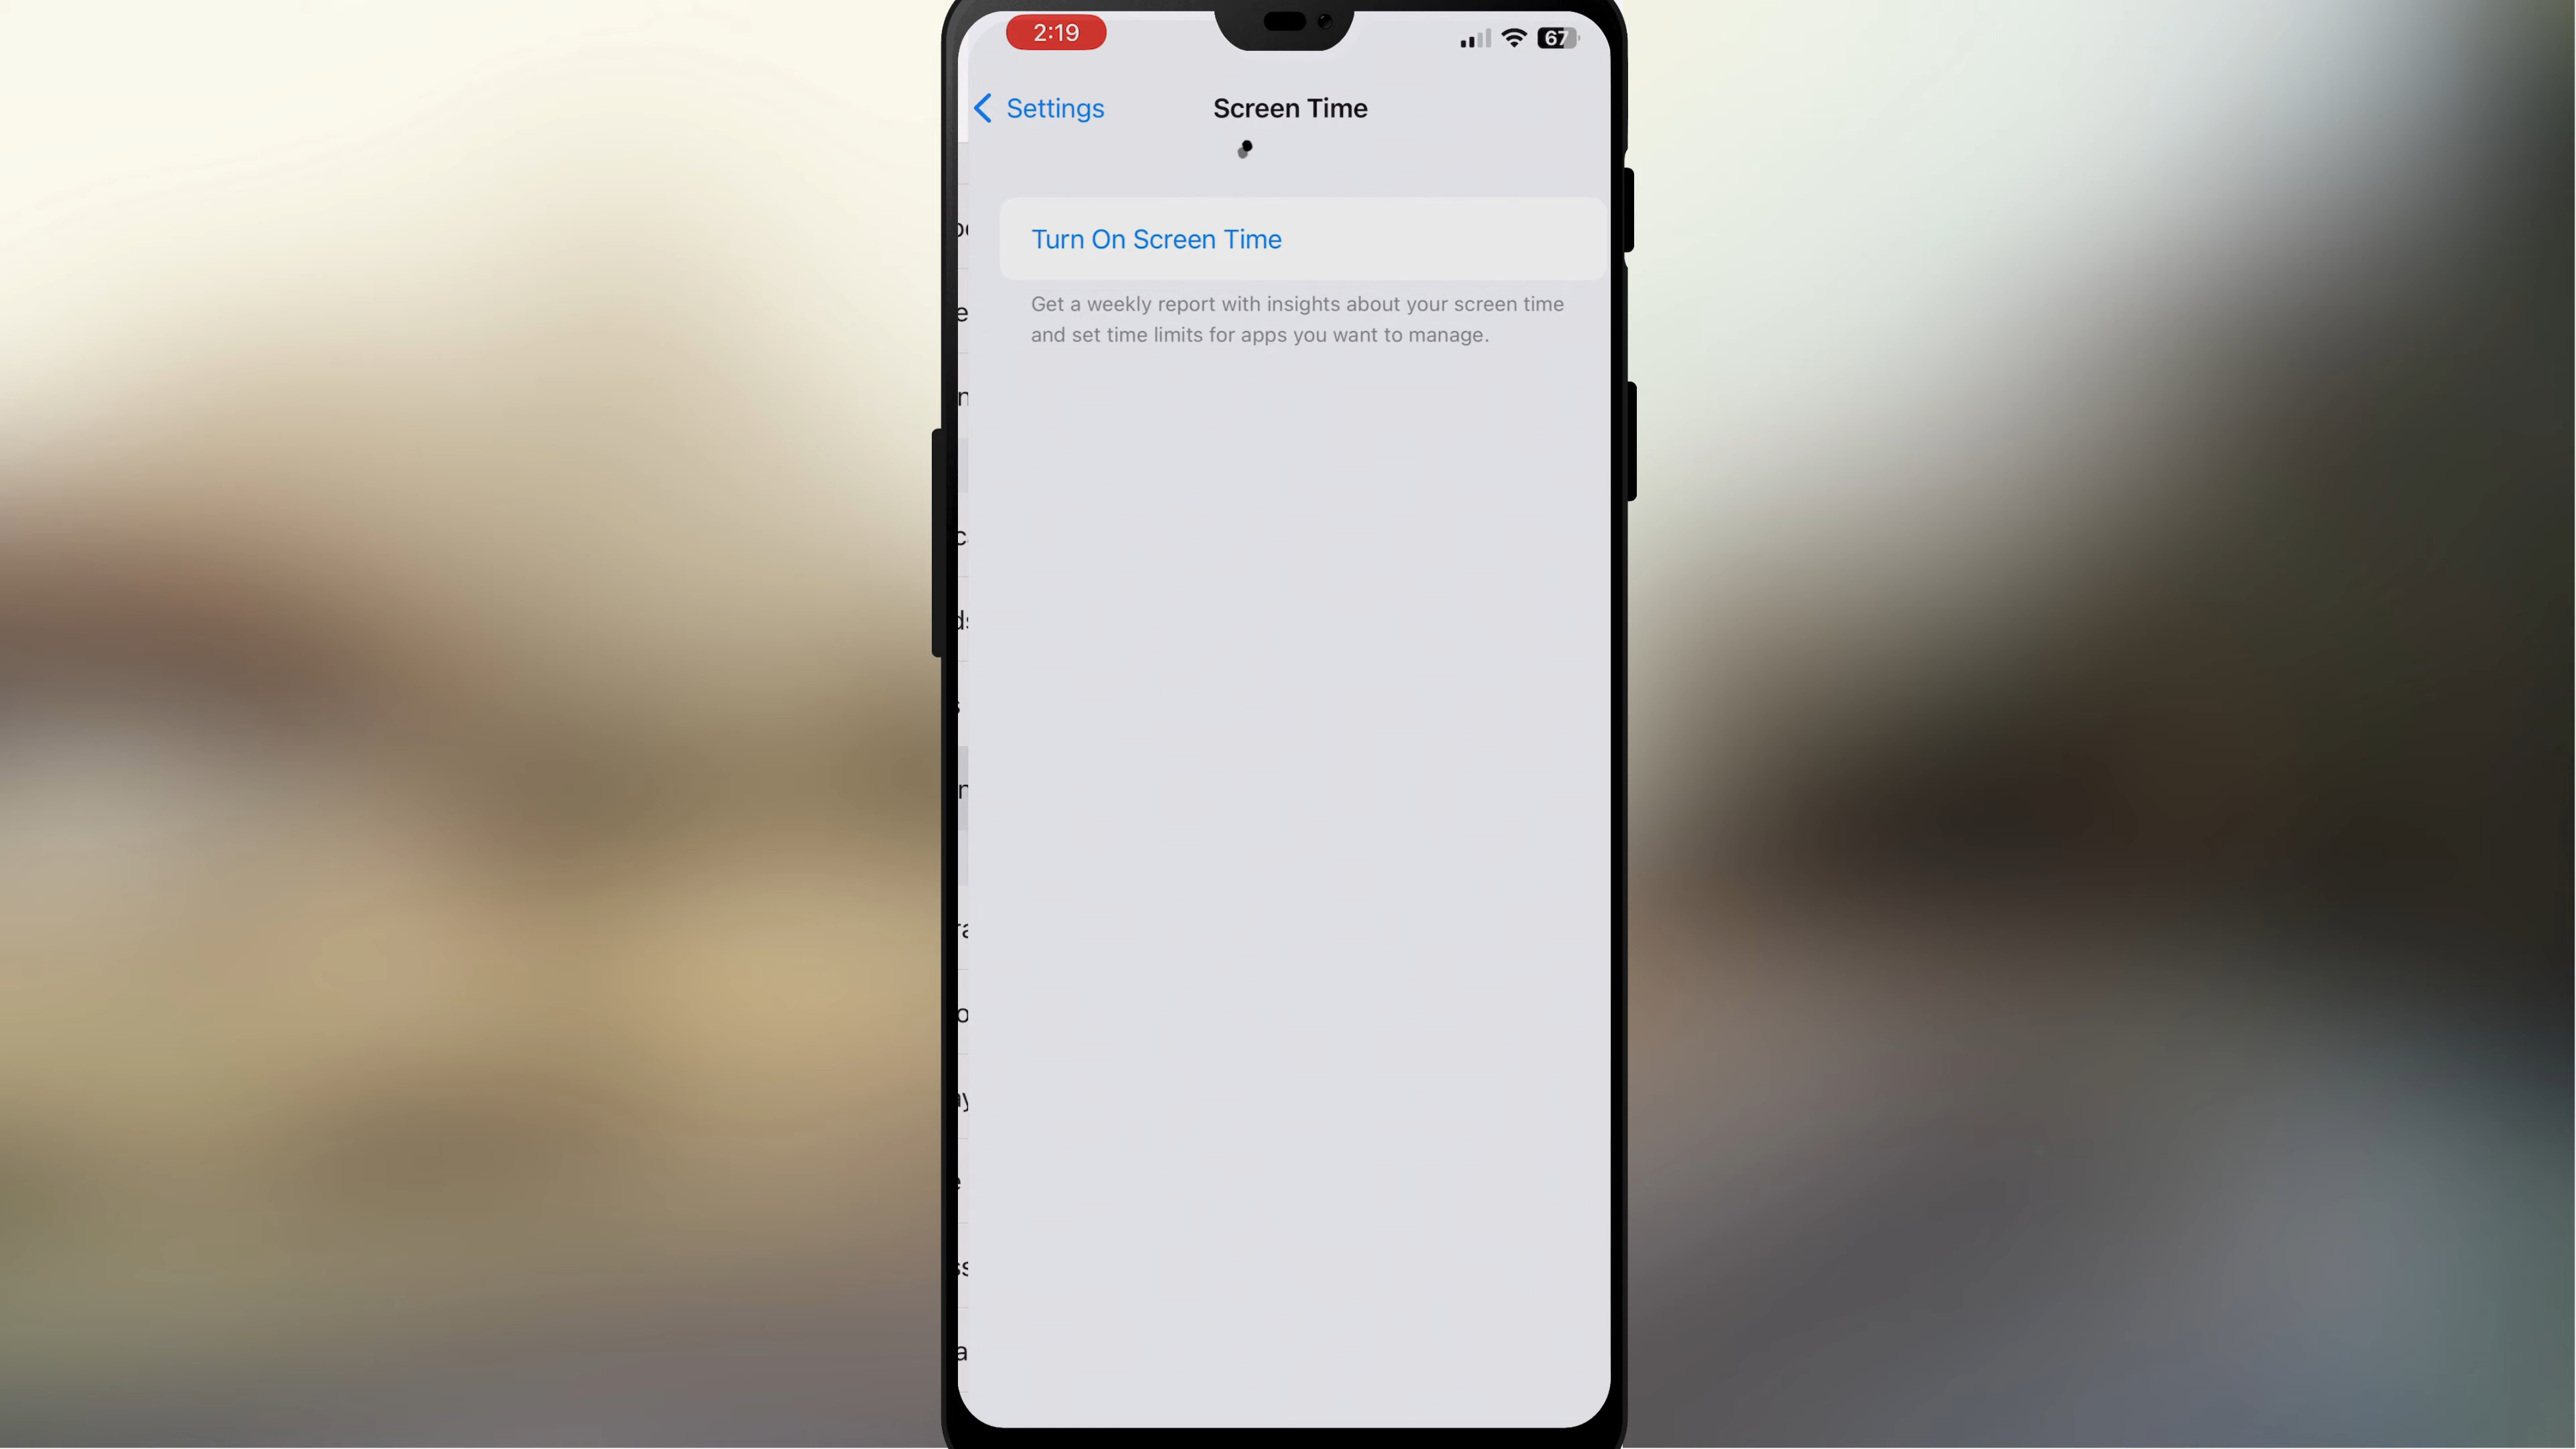 2:19
67
Settings
Screen Time
Turn On Screen Time
Get a weekly report with insights about your screen time
and set time limits for apps you want to manage.